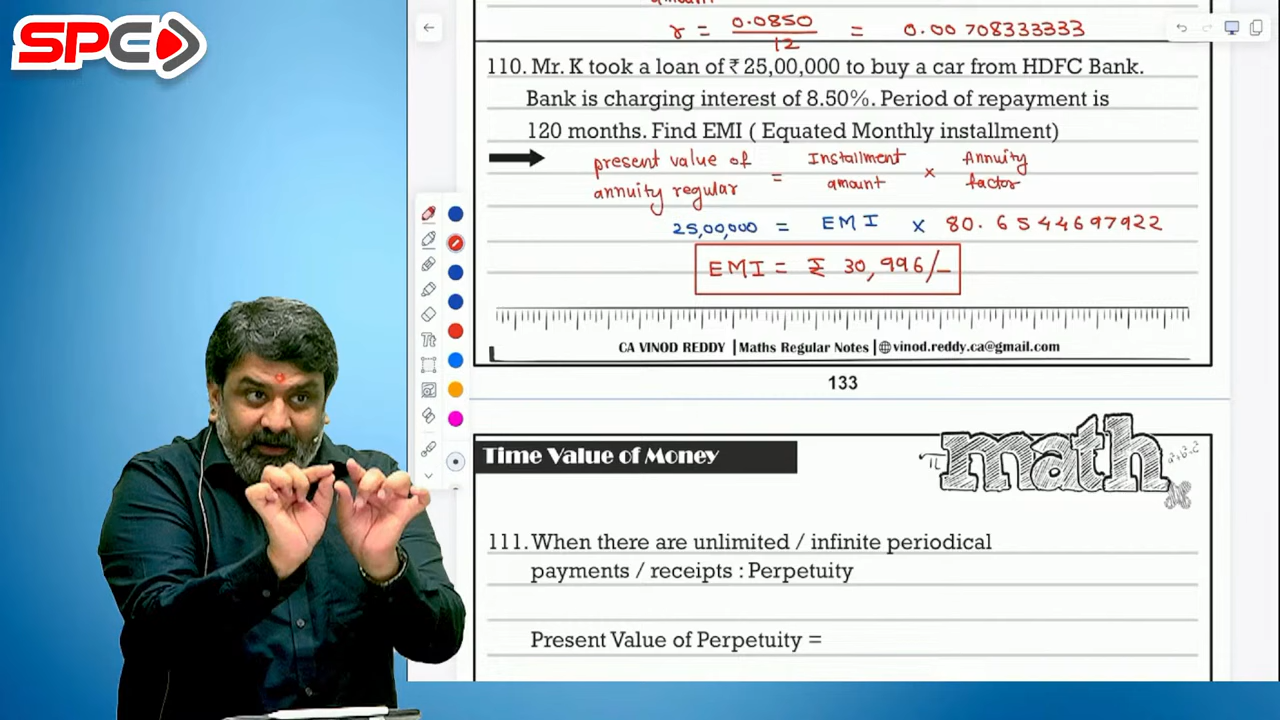 SPC
amount
r = 0.0850 / 12 = 0.00708333333
110. Mr. K took a loan of ₹ 25,00,000 to buy a car from HDFC Bank.
Bank is charging interest of 8.50%. Period of repayment is
120 months. Find EMI ( Equated Monthly installment)
present value of annuity regular = Installment amount × Annuity factor
25,00,000 = EMI × 80.6544697922
EMI = ₹ 30,996/-
CA VINOD REDDY | Maths Regular Notes | vinod.reddy.ca@gmail.com
133
Time Value of Money
math
π
111. When there are unlimited / infinite periodical
payments / receipts : Perpetuity
Present Value of Perpetuity =
Tt